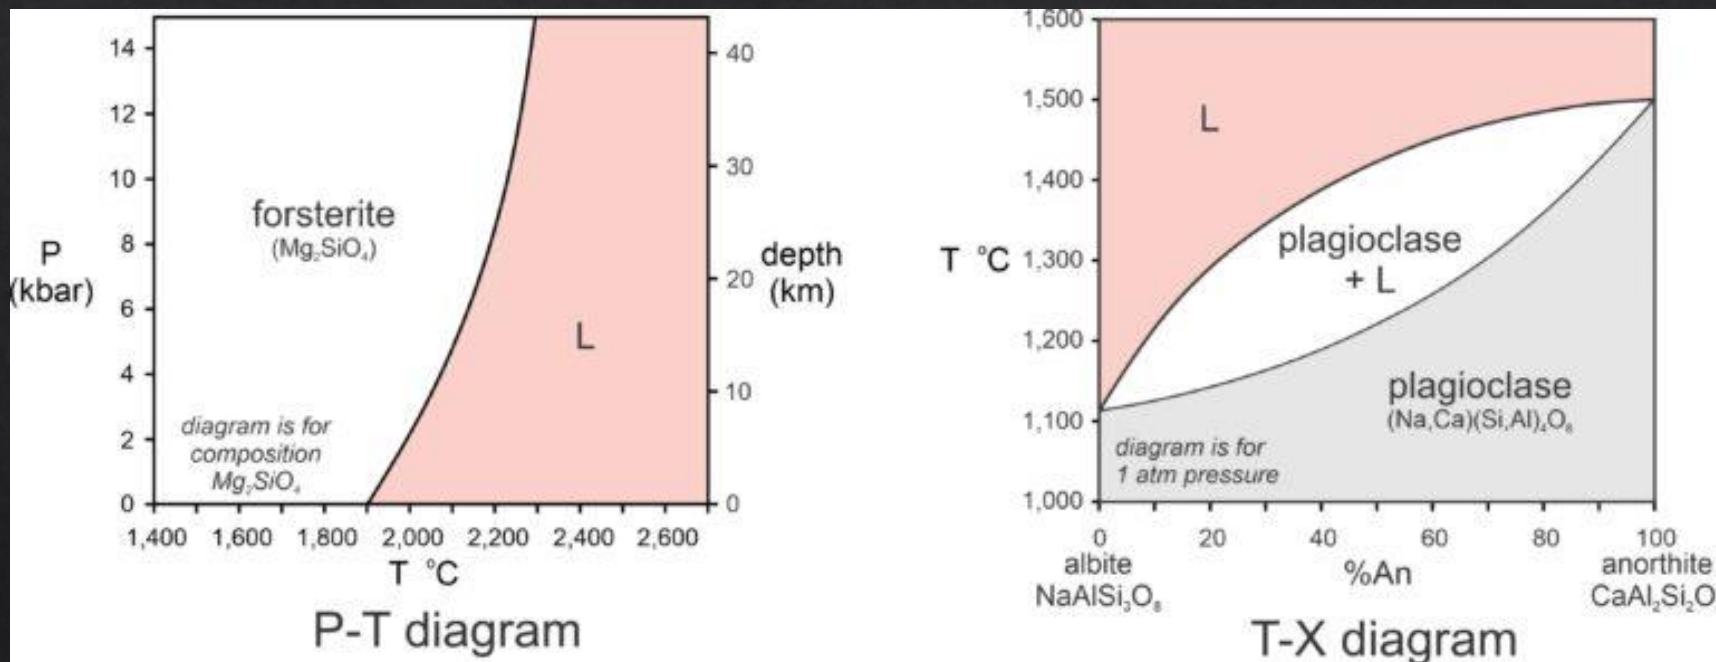 14
12
10
8
6
4
2
0
P
(kbar)
forsterite
(Mg₂SiO₄)
L
diagram is for
composition
Mg₂SiO₄
40
30
20
10
0
depth
(km)
1,400 1,600 1,800 2,000 2,200 2,400 2,600
T °C
P-T diagram
1,600
1,500
1,400
1,300
1,200
1,100
1,000
T °C
L
plagioclase
+ L
plagioclase
(Na,Ca)(Si,Al)₄O₈
diagram is for
1 atm pressure
0 20 40 60 80 100
albite
NaAlSi₃O₈
%An
anorthite
CaAl₂Si₂O
T-X diagram